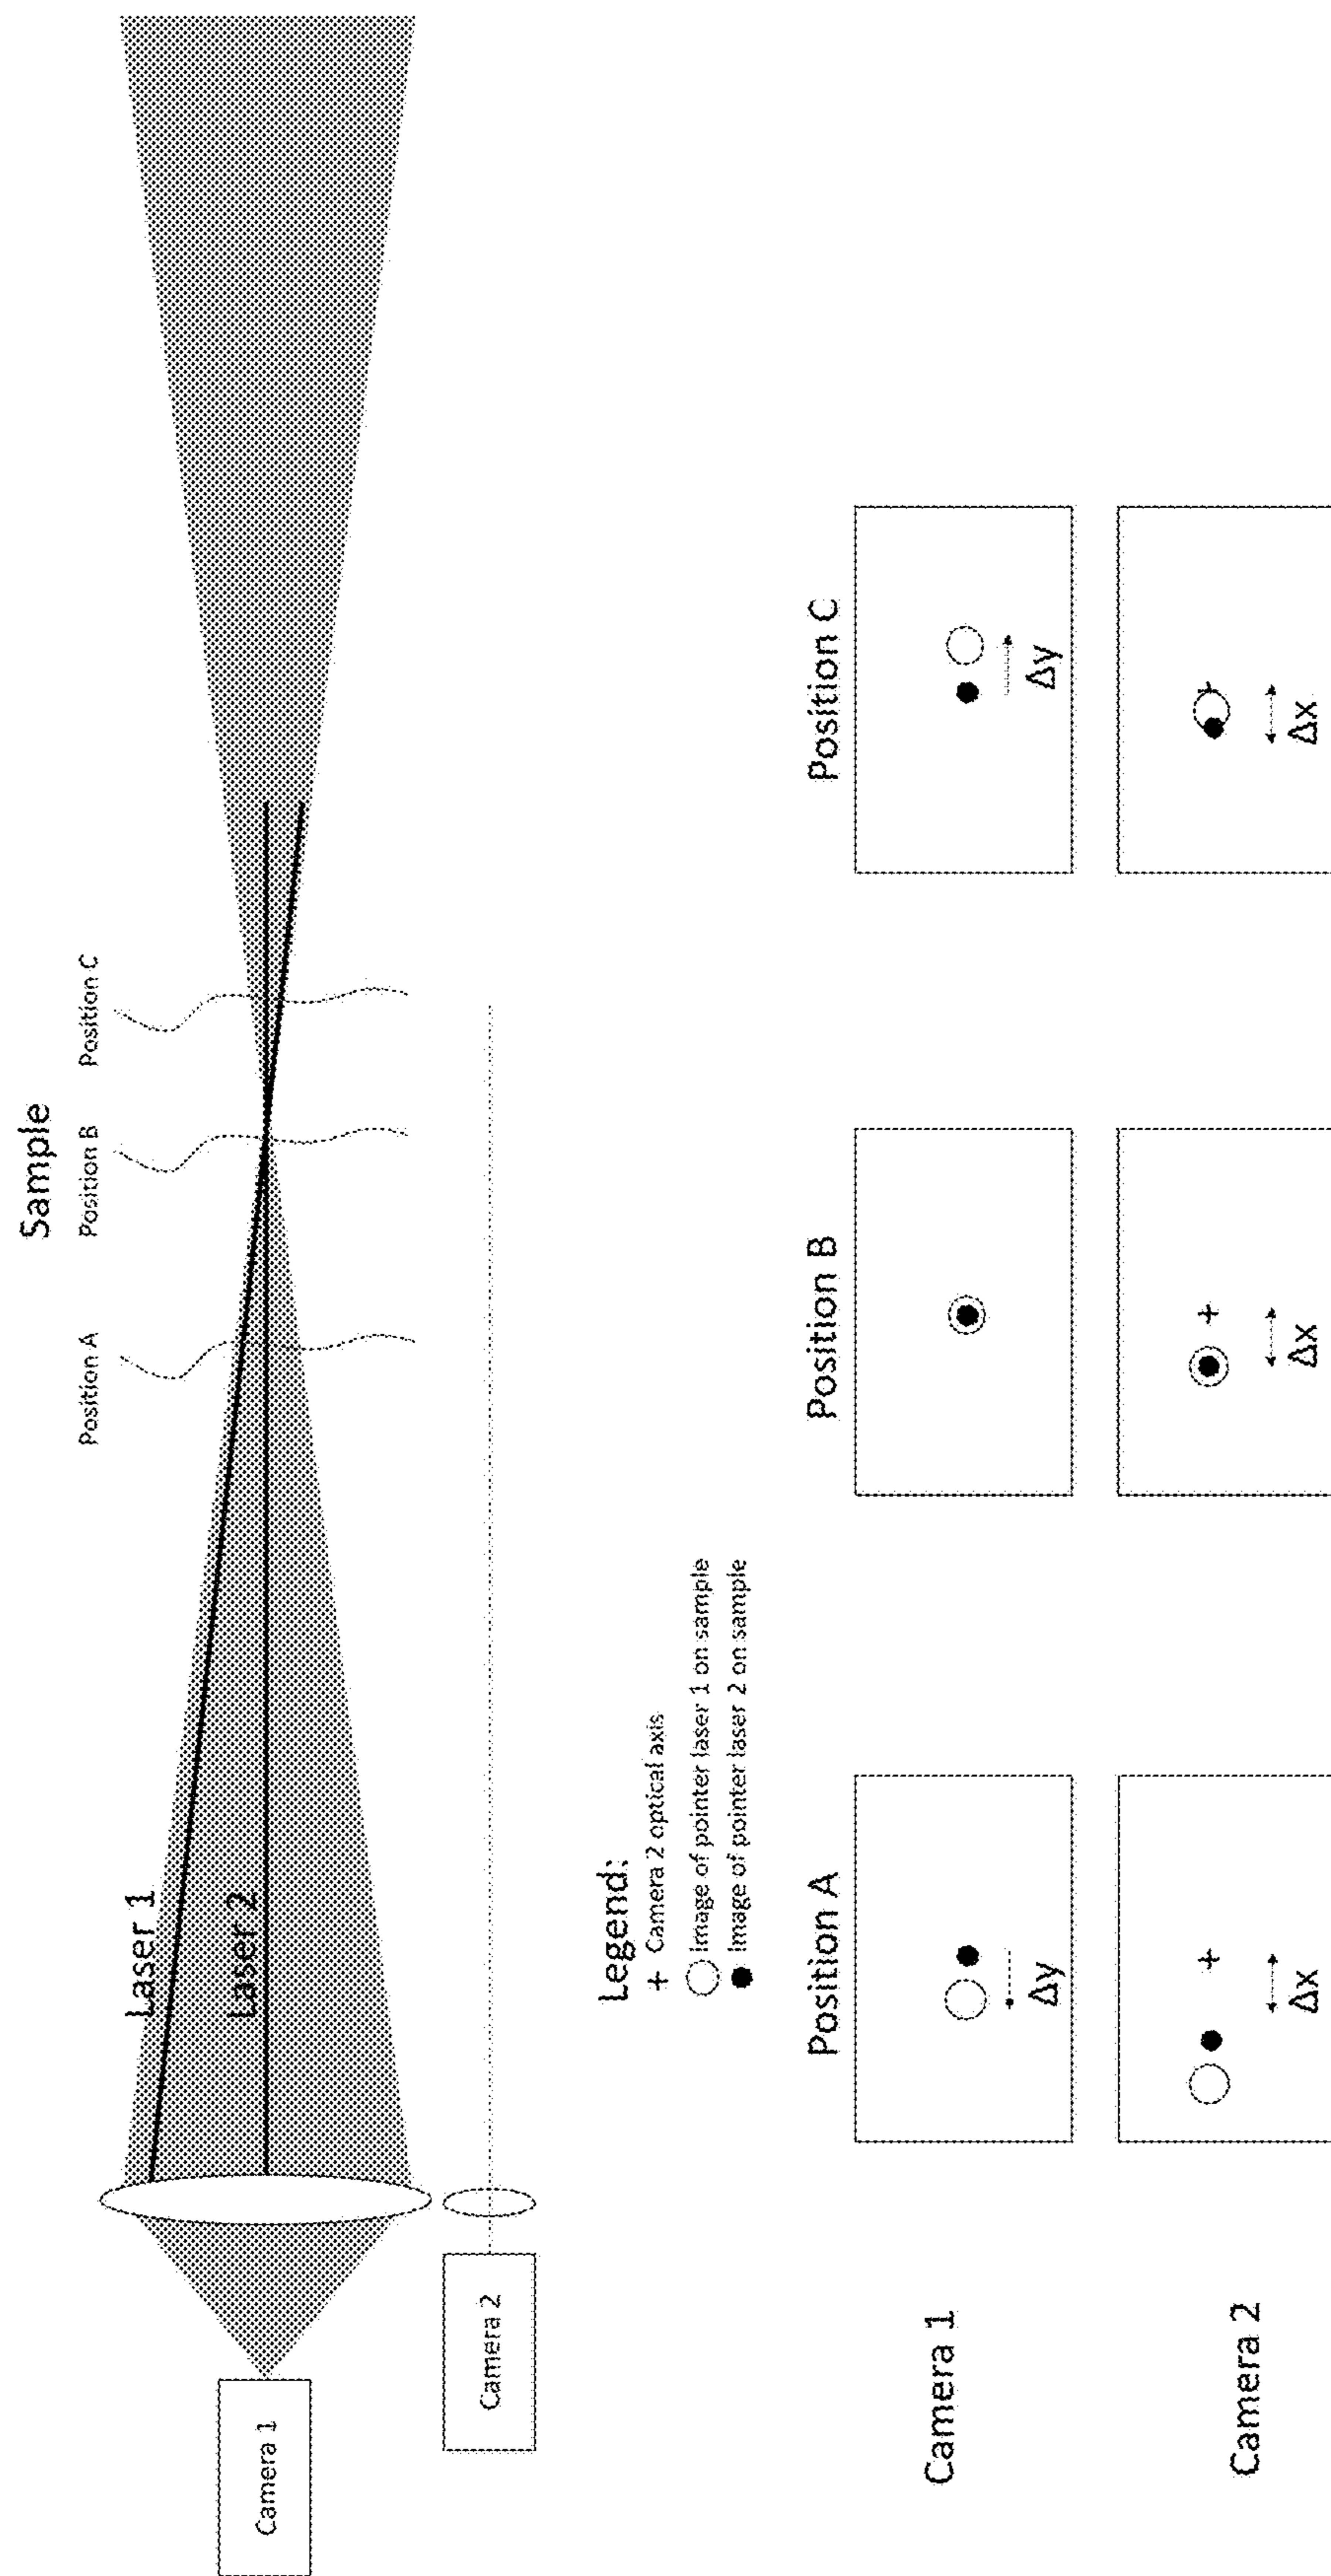 Sample
Position A
Position B
Position C
Laser 1
Laser 2
Camera 1
Camera 2
Legend:
+ Camera 2 optical axis
Image of pointer laser 1 on sample
Image of pointer laser 2 on sample
Position A
Position B
Position C
Camera 1
Δy
Δy
Camera 2
Δx
Δx
Δx